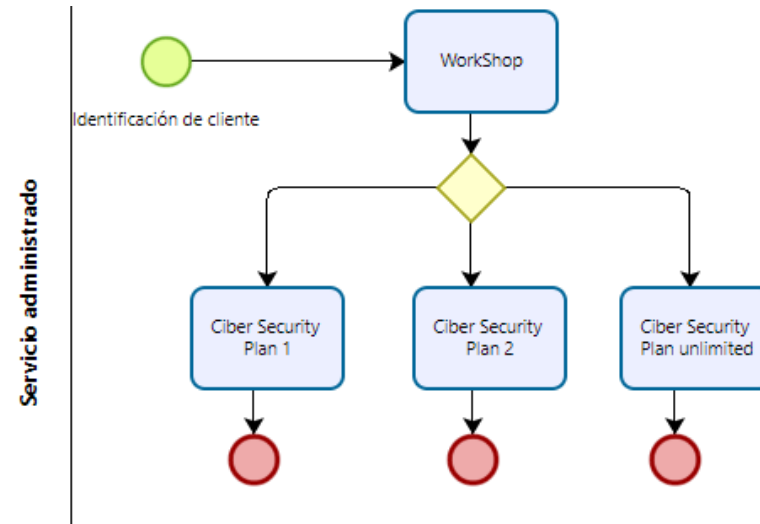 WorkShop
Identificación de cliente
Servicio administrado
Ciber Security
Plan 1
Ciber Security
Plan 2
Ciber Security
Plan unlimited